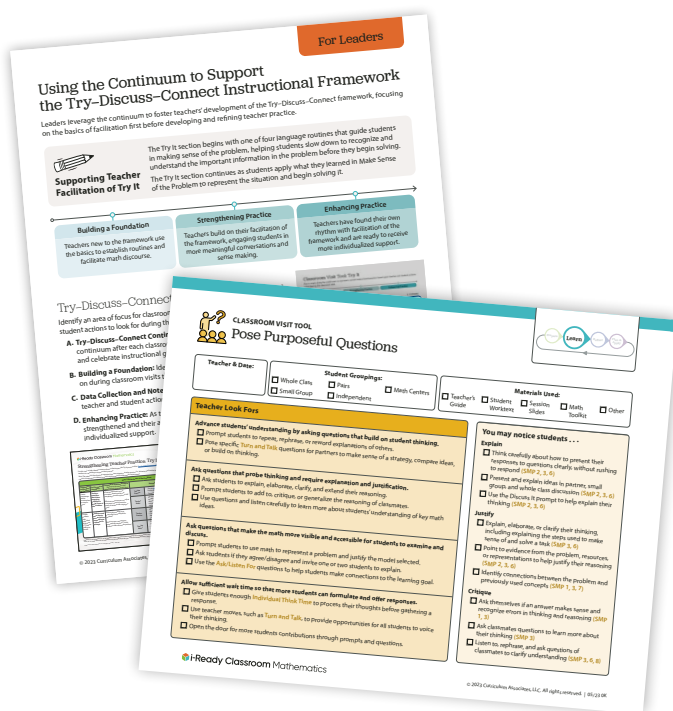 For Leaders
Using the Continuum to Support
the Try–Discuss–Connect Instructional Framework
Leaders leverage the continuum to foster teachers' development of the Try–Discuss–Connect framework, focusing
on the basics of facilitation first before developing and refining teacher practice.
Supporting Teacher
Facilitation of Try It
The Try It section begins with one of four language routines that guide students
in making sense of the problem, helping students slow down to recognize and
understand the important information in the problem before they begin solving.
The Try It section continues as students apply what they learned in Make Sense
of the Problem to represent the situation and begin solving it.
Building a Foundation
Teachers new to the framework use
the basics to establish routines and
facilitate math discourse.
Strengthening Practice
Teachers build on their facilitation of
the framework, engaging students in
more meaningful conversations and
sense making.
Enhancing Practice
Teachers have found their own
rhythm with facilitation of the
framework and are ready to receive
more individualized support.
Try–Discuss–Connect
Identify an area of focus for classroom
student actions to look for during the
A. Try–Discuss–Connect
continuum after each classroom
and celebrate instructional
B. Building a Foundation:
on during classroom visits
C. Data Collection and
teacher and student
D. Enhancing Practice: As
strengthened and their
individualized support.
© 2023 Curriculum Associates,
CLASSROOM VISIT TOOL
Pose Purposeful Questions
Teacher & Date:
Student Groupings:
Whole Class
Pairs
Math Centers
Small Group
Independent
Materials Used:
Teacher's
Guide
Student
Worktext
Session
Slides
Math
Toolkit
Other
Learn
Teacher Look Fors
Advance students' understanding by asking questions that build on student thinking.
Prompt students to repeat, rephrase, or reward explanations of others.
Pose specific Turn and Talk questions for partners to make sense of a strategy, compare ideas,
or build on thinking.
Ask questions that probe thinking and require explanation and justification.
Ask students to explain, elaborate, clarify, and extend their reasoning.
Prompt students to add to, critique, or generalize the reasoning of classmates.
Use questions and listen carefully to learn more about students' understanding of key math
ideas.
Ask questions that make the math more visible and accessible for students to examine and
discuss.
Prompts students to use math to represent a problem and justify the model selected.
Ask students if they agree/disagree and invite one or two students to explain.
Use the Ask/Listen For questions to help students make connections to the learning goal.
Allow sufficient wait time so that more students can formulate and offer responses.
Give students enough Individual Think Time to process their thoughts before gathering a
response.
Use teacher moves, such as Turn and Talk, to provide opportunities for all students to voice
their thinking.
Open the door for more students contributions through prompts and questions.
You may notice students . . .
Explain
Think carefully about how to present their
responses to questions clearly, without rushing
to respond (SMP 2, 3, 6)
Present and explain ideas in partner, small
group and whole class discussion (SMP 2, 3, 6)
Use the Discuss It prompt to help explain their
thinking (SMP 2, 3, 6)
Justify
Explain, elaborate, or clarify their thinking,
including explaining the steps used to make
sense of and solve a task (SMP 3, 6)
Point to evidence from the problem, resources,
or representations to help justify their reasoning
(SMP 2, 3, 6)
Identify connections between the problem and
previously used concepts (SMP 1, 3, 7)
Critique
Ask themselves if an answer makes sense and
recognize errors in thinking and reasoning (SMP
1, 3)
Ask classmates questions to learn more about
their thinking (SMP 3)
Listen to, rephrase, and ask questions of
classmates to clarify understanding (SMP 3, 6, 8)
i-Ready Classroom Mathematics
© 2023 Curriculum Associates, LLC. All rights reserved. | 05/23 0K